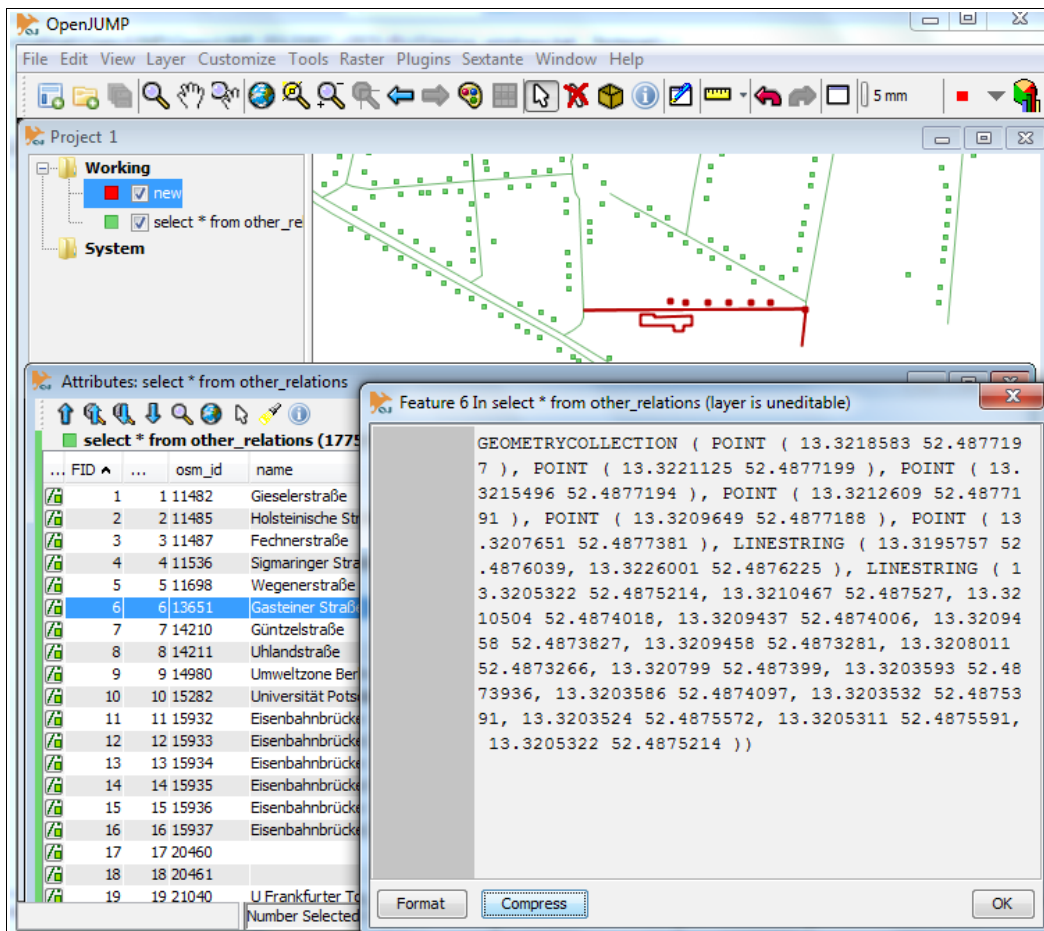 OpenJUMP
File Edit View Layer Customize Tools Raster Plugins Sextante Window Help
5 mm
Project 1
Working
new
select * from other_rel
System
Attributes: select * from other_relations
select * from other_relations (1775
... FID ... osm_id name
1 1 11482 Gieselerstraße
2 2 11485 Holsteinische Str
3 3 11487 Fechnerstraße
4 4 11536 Sigmaringer Stra
5 5 11698 Wegenerstraße
6 6 13651 Gasteiner Straße
7 7 14210 Güntzelstraße
8 8 14211 Uhlandstraße
9 9 14980 Umweltzone Ber
10 10 15282 Universität Pots
11 11 15932 Eisenbahnbrücke
12 12 15933 Eisenbahnbrücke
13 13 15934 Eisenbahnbrücke
14 14 15935 Eisenbahnbrücke
15 15 15936 Eisenbahnbrücke
16 16 15937 Eisenbahnbrücke
17 17 20460
18 18 20461
19 19 21040 U Frankfurter To
Number Selected
Feature 6 In select * from other_relations (layer is uneditable)
GEOMETRYCOLLECTION ( POINT ( 13.3218583 52.487719
7 ), POINT ( 13.3221125 52.4877199 ), POINT ( 13.
3215496 52.4877194 ), POINT ( 13.3212609 52.48771
91 ), POINT ( 13.3209649 52.4877188 ), POINT ( 13
.3207651 52.4877381 ), LINESTRING ( 13.3195757 52
.4876039, 13.3226001 52.4876225 ), LINESTRING ( 1
3.3205322 52.4875214, 13.3210467 52.487527, 13.32
10504 52.4874018, 13.3209437 52.4874006, 13.32094
58 52.4873827, 13.3209458 52.4873281, 13.3208011
52.4873266, 13.320799 52.487399, 13.3203593 52.48
73936, 13.3203586 52.4874097, 13.3203532 52.48753
91, 13.3203524 52.4875572, 13.3205311 52.4875591,
13.3205322 52.4875214 ))
Format Compress OK